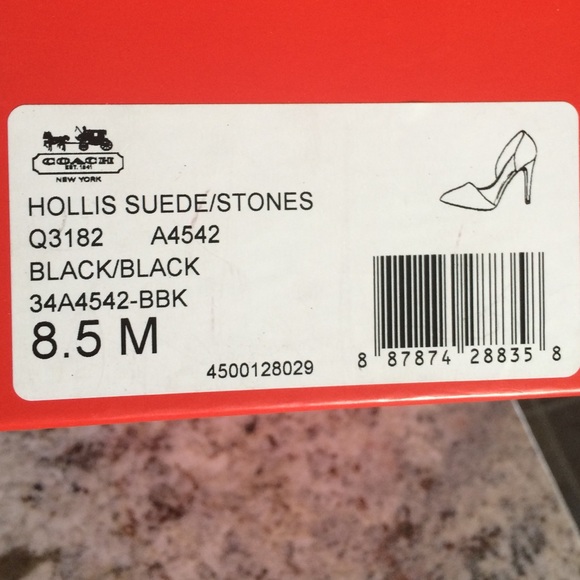 COACH
EST. 1941
NEW YORK
HOLLIS SUEDE/STONES
Q3182 A4542
BLACK/BLACK
34A4542-BBK
8.5 M
4500128029
8 87874 28835 8